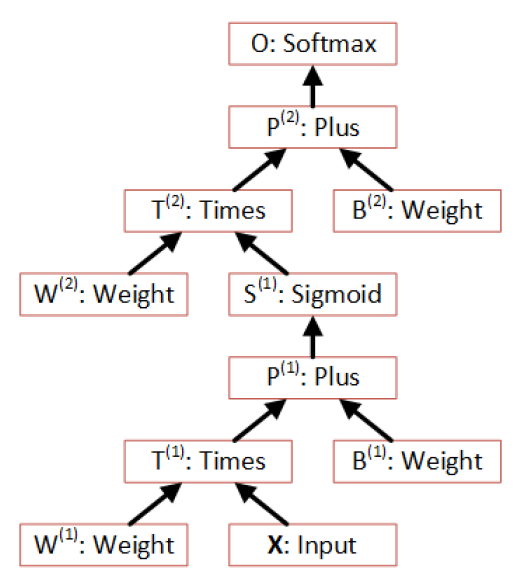 O: Softmax
P(2): Plus
T(2): Times
B(2): Weight
W(2): Weight
S(1): Sigmoid
P(1): Plus
T(1): Times
B(1): Weight
W(1): Weight
X: Input